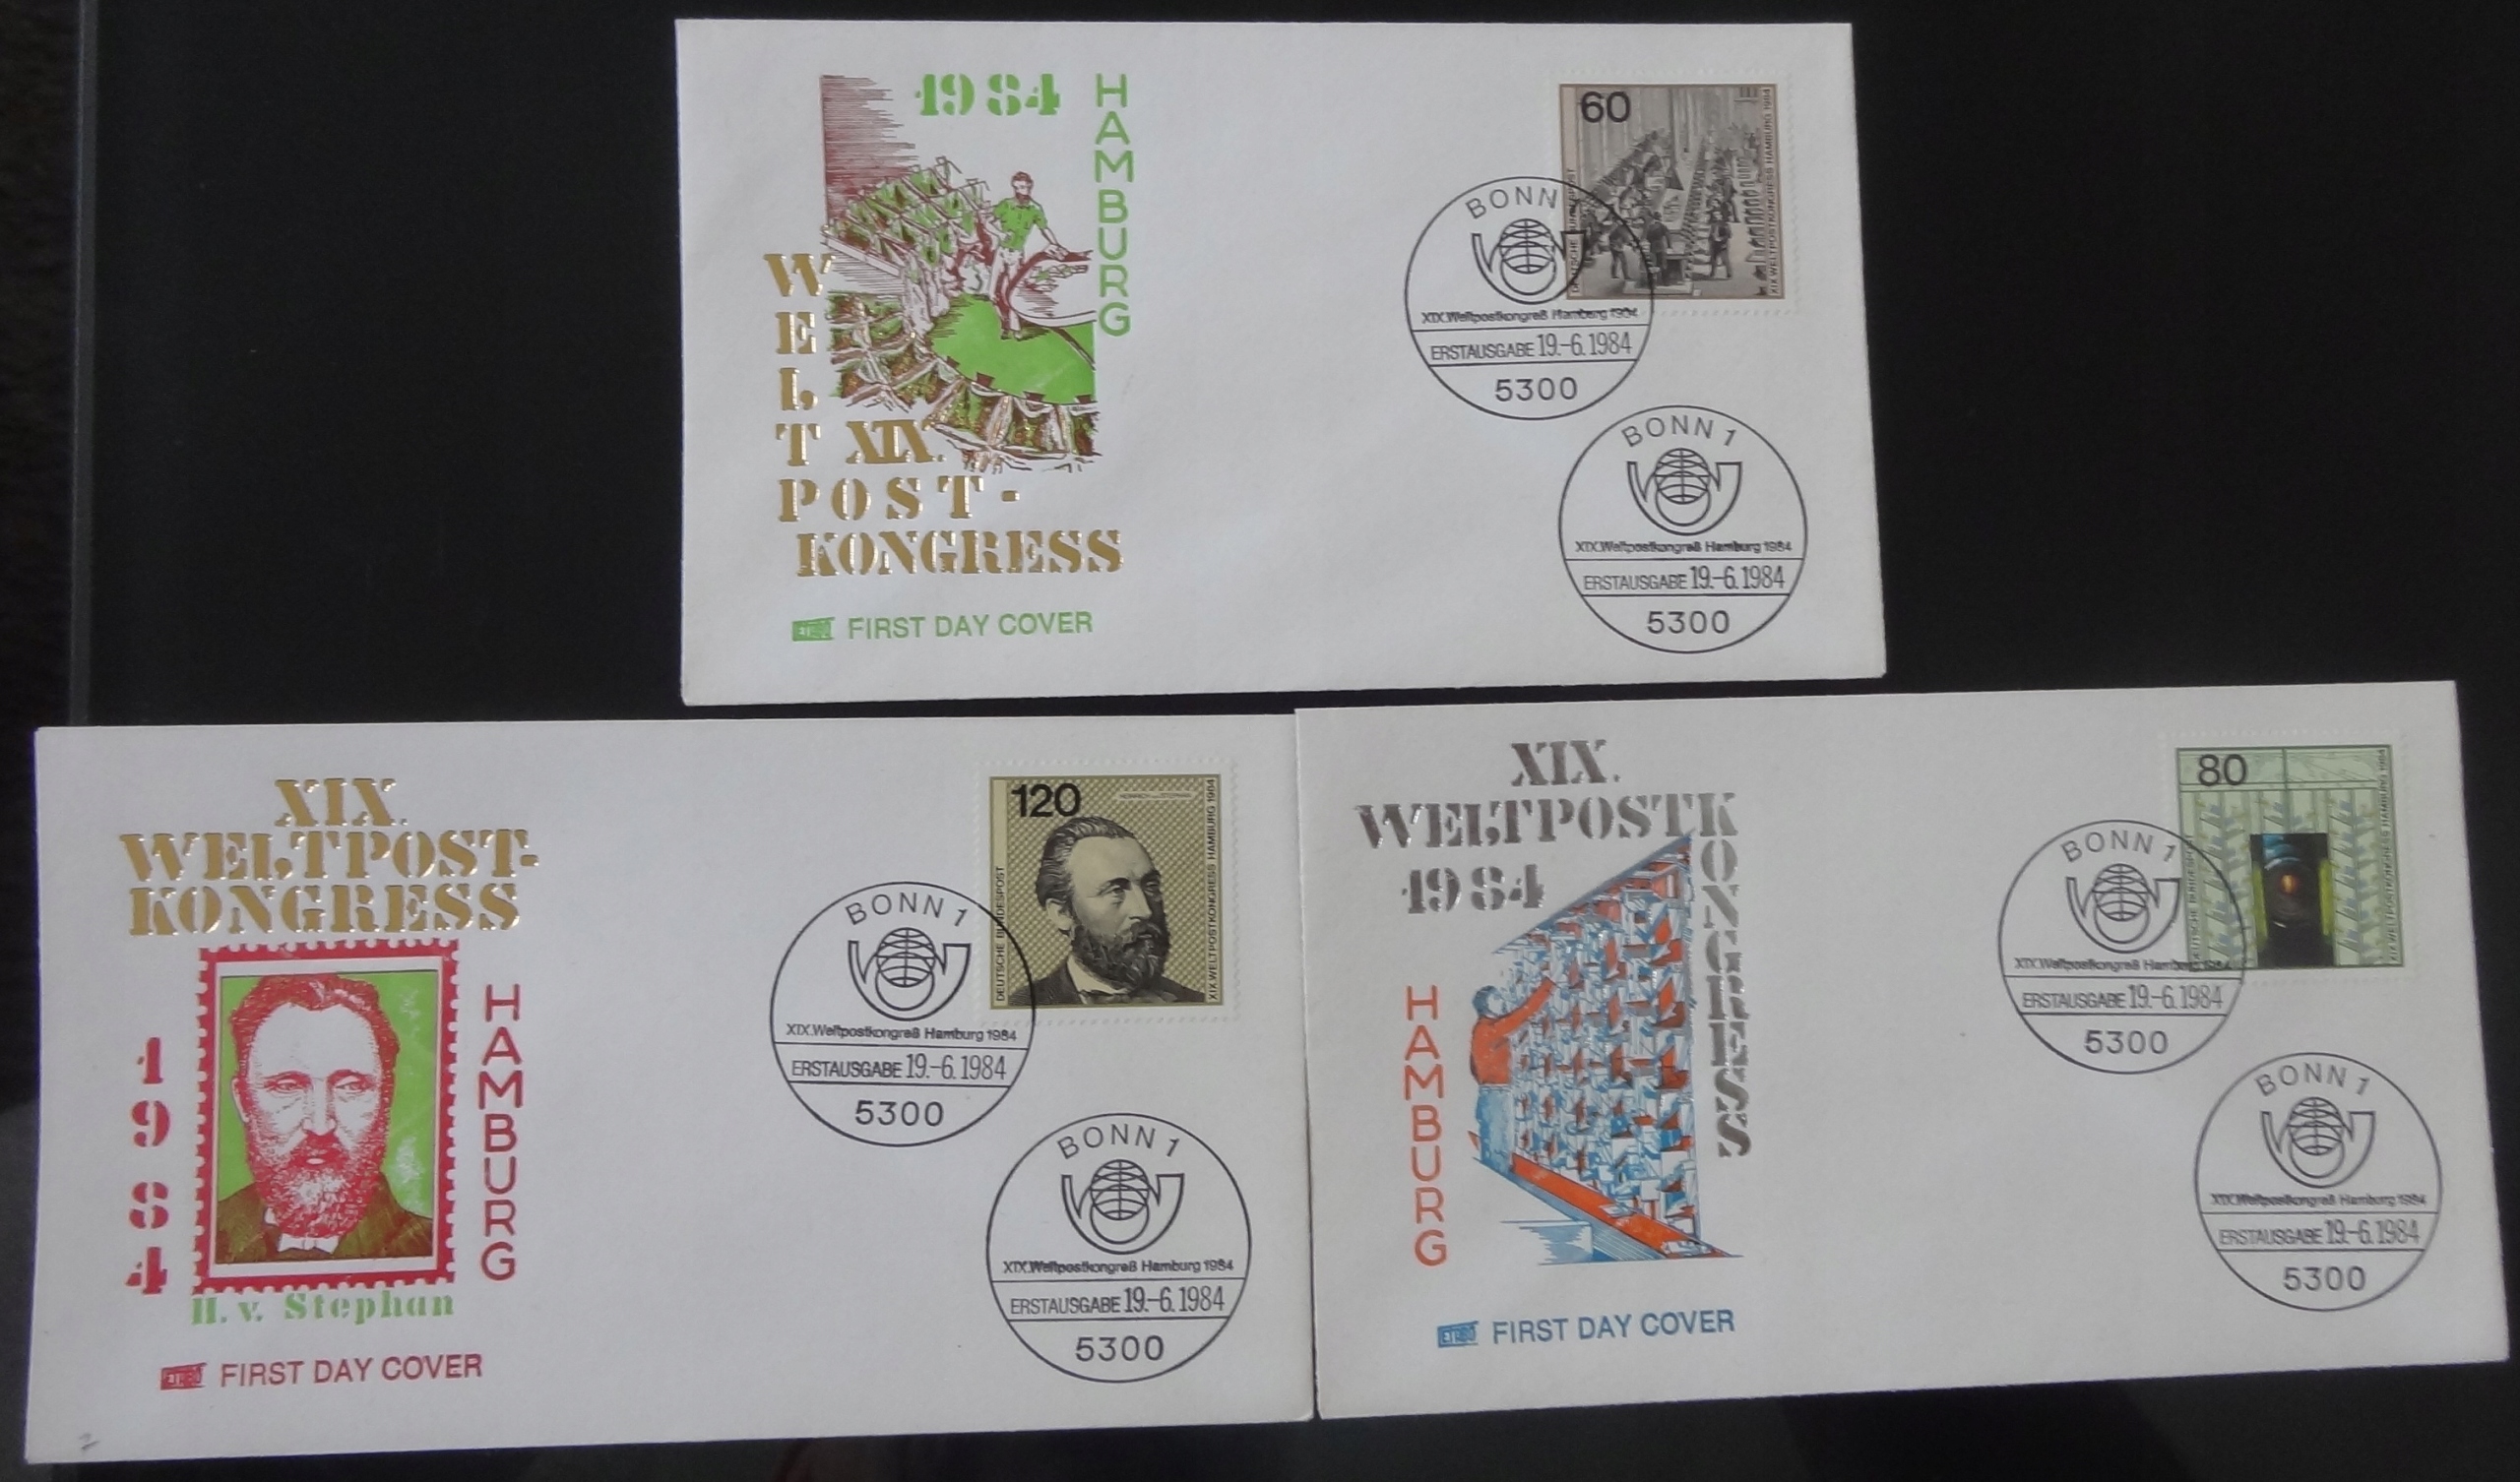 1984
HAMBURG
WELT
XIX.
POST-
KONGRESS
ETBO FIRST DAY COVER
60
DEUTSCHE BUNDESPOST
XIX.WELTPOSTKONGRESS HAMBURG 1984
BONN
XIX.Weltpostkongreß Hamburg 1984
ERSTAUSGABE 19.-6.1984
5300
BONN 1
XIX.Weltpostkongreß Hamburg 1984
ERSTAUSGABE 19.-6.1984
5300
XIX.
WELTPOST-
KONGRESS
1984
HAMBURG
H. v. Stephan
FIRST DAY COVER
120
DEUTSCHE BUNDESPOST
XIX.WELTPOSTKONGRESS HAMBURG 1984
BONN 1
XIX.Weltpostkongreß Hamburg 1984
ERSTAUSGABE 19.-6.1984
5300
BONN 1
XIX.Weltpostkongreß Hamburg 1984
ERSTAUSGABE 19.-6.1984
5300
XIX.
WELTPOSTKONGRESS
1984
HAMBURG
FIRST DAY COVER
80
DEUTSCHE BUNDESPOST
XIX.WELTPOSTKONGRESS HAMBURG 1984
BONN 1
XIX.Weltpostkongreß Hamburg 1984
ERSTAUSGABE 19.-6.1984
5300
BONN 1
XIX.Weltpostkongreß Hamburg 1984
ERSTAUSGABE 19.-6.1984
5300